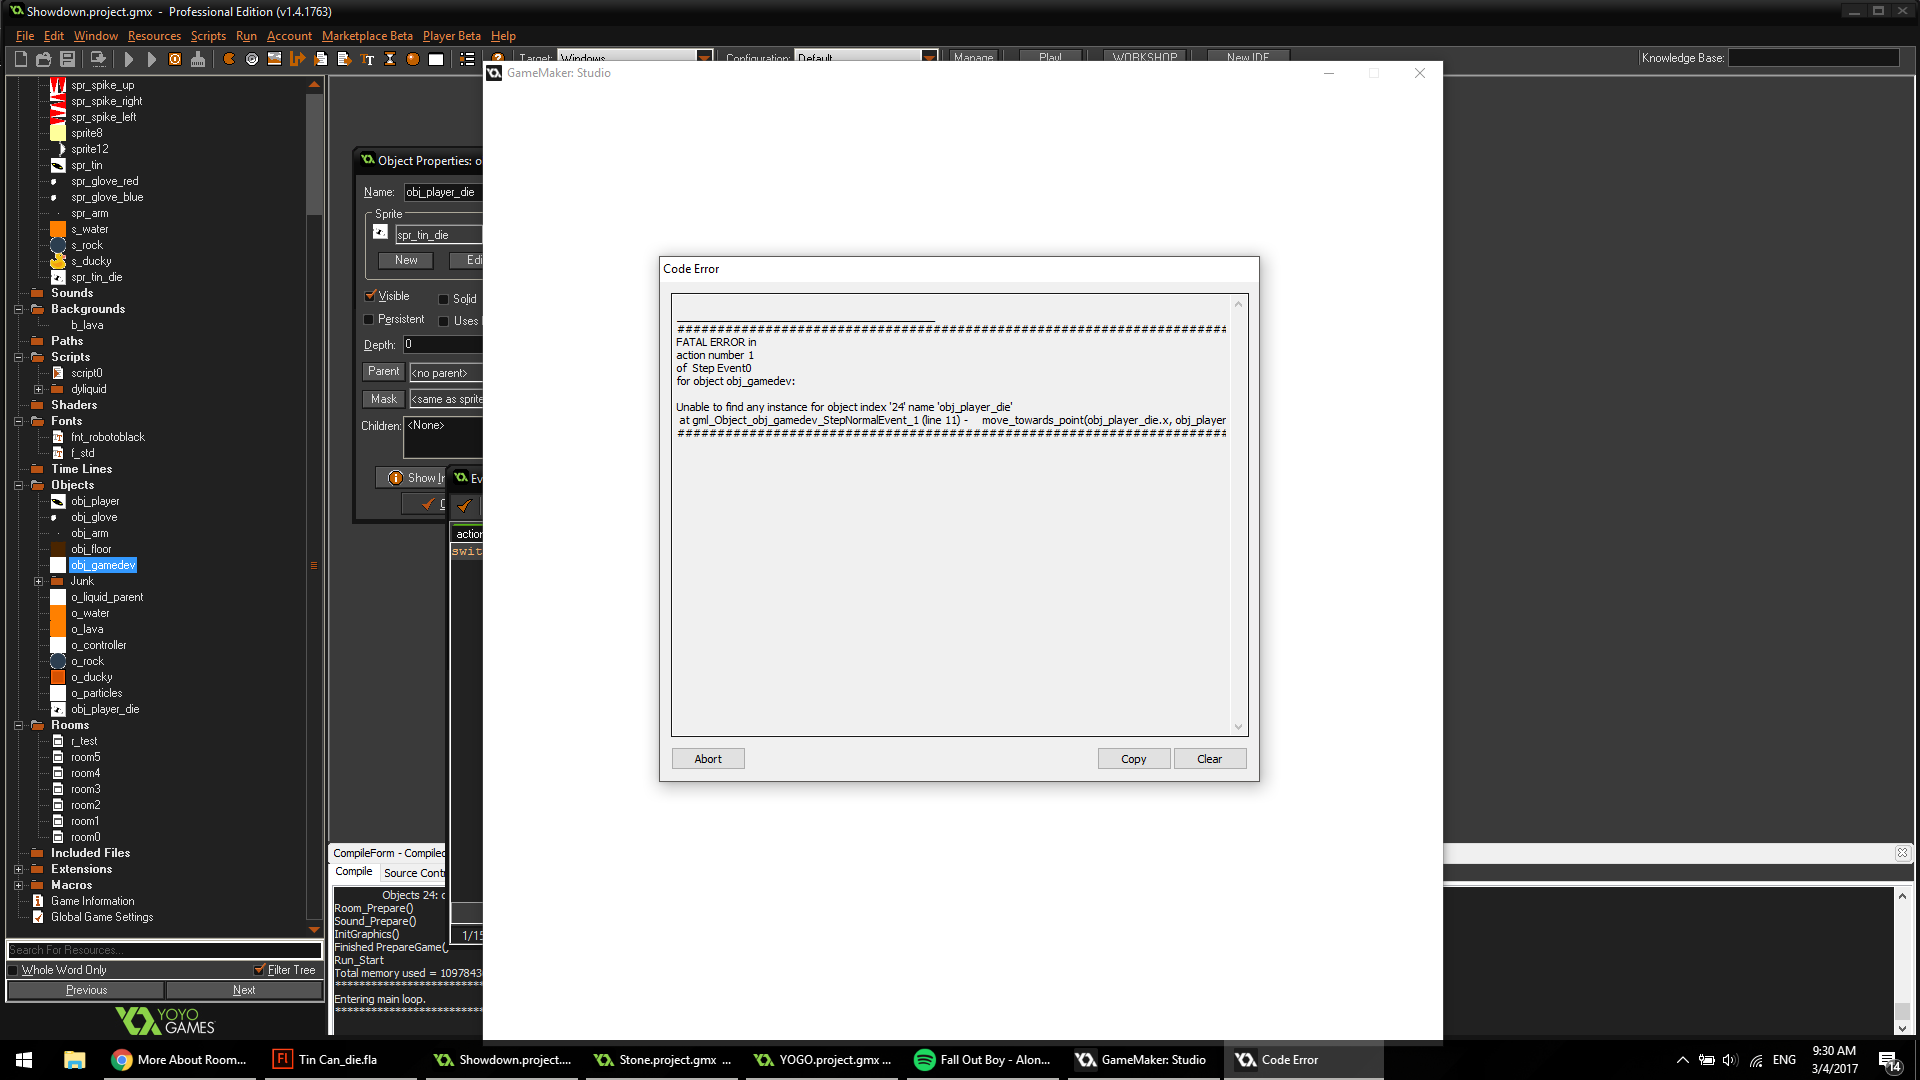 Showdown.project.gmx - Professional Edition (v1.4.1763)
File Edit Window Resources Scripts Run Account Marketplace Beta Player Beta Help
Target: Windows Configuration: Default Manage Play! WORKSHOP New IDE Knowledge Base:
spr_spike_up
spr_spike_right
spr_spike_left
sprite8
sprite12
spr_tin
spr_glove_red
spr_glove_blue
spr_arm
s_water
s_rock
s_ducky
spr_tin_die
Sounds
Backgrounds
b_lava
Paths
Scripts
script0
dyliquid
Shaders
Fonts
fnt_robotoblack
f_std
Time Lines
Objects
obj_player
obj_glove
obj_arm
obj_floor
obj_gamedev
Junk
o_liquid_parent
o_water
o_lava
o_controller
o_rock
o_ducky
o_particles
obj_player_die
Rooms
r_test
room5
room4
room3
room2
room1
room0
Included Files
Extensions
Macros
Game Information
Global Game Settings
Search For Resources...
Whole Word Only Filter Tree
Previous Next
YOYO
GAMES™
Object Properties: o
Name: obj_player_die
Sprite
spr_tin_die
New Edi
Visible Solid
Persistent Uses
Depth: 0
Parent <no parent>
Mask <same as sprite
Children: <None>
Show In
Ev
action
swit
1/15
CompileForm - Compiled
Compile Source Contr
Objects 24: c
Room_Prepare()
Sound_Prepare()
InitGraphics()
Finished PrepareGame()
Run_Start
Total memory used = 1097843
Entering main loop.
GameMaker: Studio
Code Error
___________________________________________
####################################################################
FATAL ERROR in
action number 1
of  Step Event0
for object obj_gamedev:
Unable to find any instance for object index '24' name 'obj_player_die'
at gml_Object_obj_gamedev_StepNormalEvent_1 (line 11) -    move_towards_point(obj_player_die.x, obj_player
####################################################################
Abort Copy Clear
More About Room... Tin Can_die.fla Showdown.project.... Stone.project.gmx ... YOGO.project.gmx ... Fall Out Boy - Alon... GameMaker: Studio Code Error
ENG
9:30 AM
3/4/2017
14